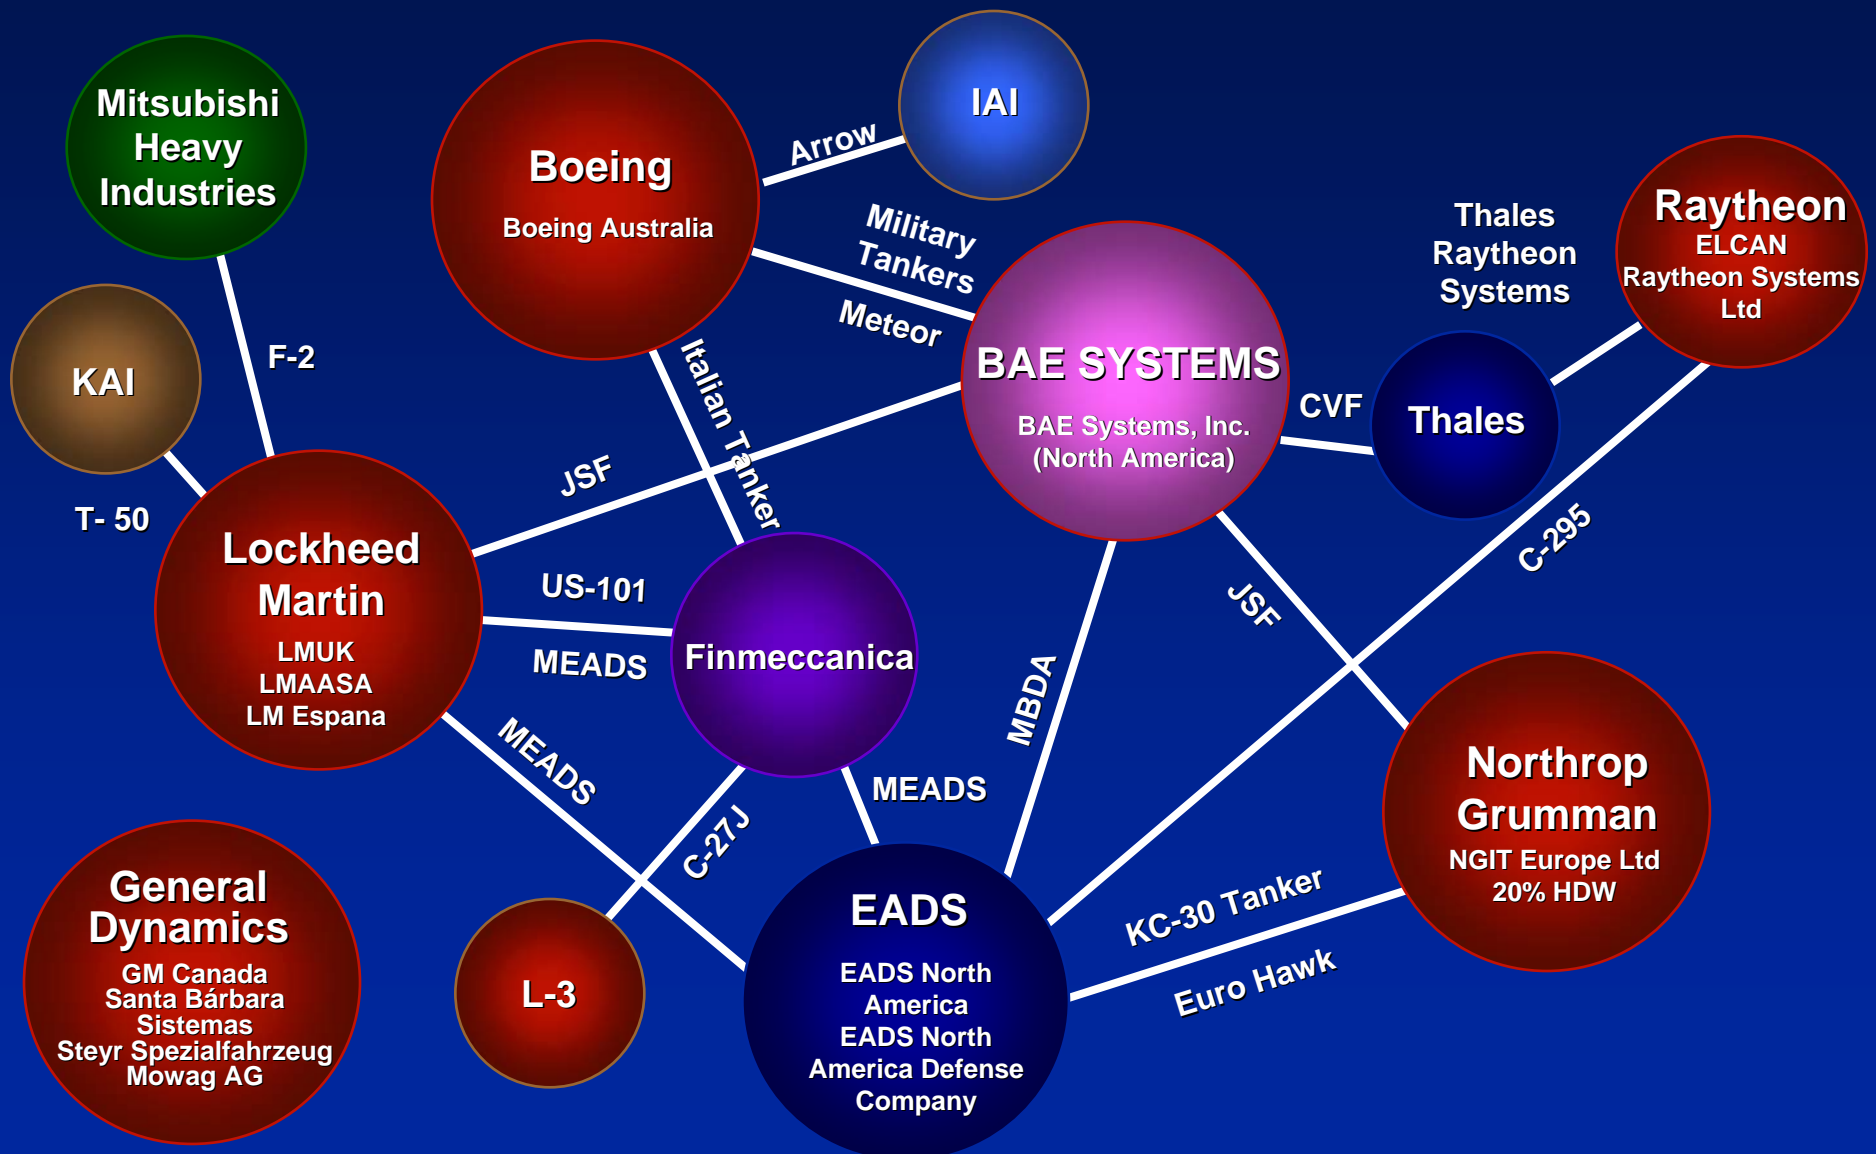 Mitsubishi
Heavy
Industries
Boeing
Boeing Australia
Arrow
IAI
Military
Tankers
Meteor
Thales
Raytheon
Systems
Raytheon
ELCAN
Raytheon Systems
Ltd
KAI
F-2
T- 50
Italian Tanker
BAE SYSTEMS
BAE Systems, Inc.
(North America)
CVF
Thales
JSF
Lockheed
Martin
LMUK
LMAASA
LM Espana
US-101
MEADS
Finmeccanica
C-295
JSF
MBDA
MEADS
MEADS
C-27J
Northrop
Grumman
NGIT Europe Ltd
20% HDW
General
Dynamics
GM Canada
Santa Bárbara
Sistemas
Steyr Spezialfahrzeug
Mowag AG
L-3
EADS
EADS North
America
EADS North
America Defense
Company
KC-30 Tanker
Euro Hawk